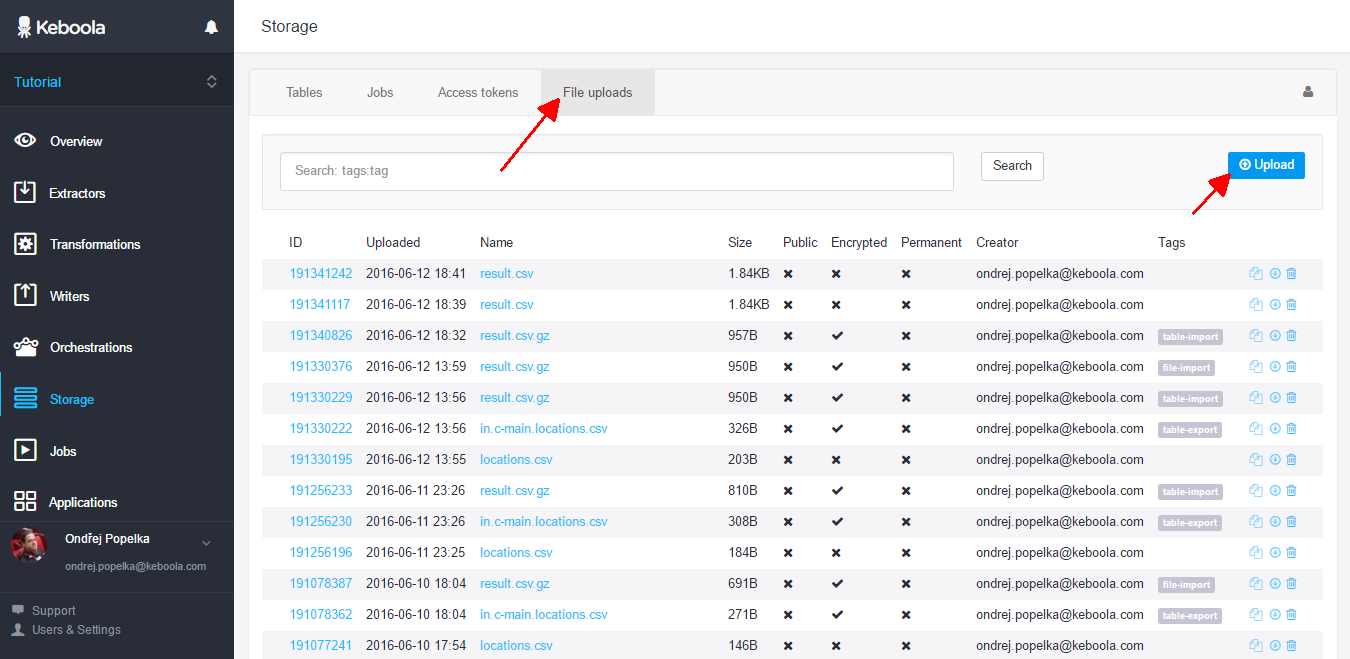 Keboola
Storage
Tutorial
Tables Jobs Access tokens File uploads
Overview
Extractors
Transformations
Writers
Orchestrations
Storage
Jobs
Applications
Ondřej Popelka
ondrej.popelka@keboola.com
Support
Users & Settings
Search: tags:tag Search Upload
ID Uploaded Name Size Public Encrypted Permanent Creator Tags
191341242 2016-06-12 18:41 result.csv 1.84KB ondrej.popelka@keboola.com
191341117 2016-06-12 18:39 result.csv 1.84KB ondrej.popelka@keboola.com
191340826 2016-06-12 18:32 result.csv.gz 957B ondrej.popelka@keboola.com table-import
191330376 2016-06-12 13:59 result.csv.gz 950B ondrej.popelka@keboola.com file-import
191330229 2016-06-12 13:56 result.csv.gz 950B ondrej.popelka@keboola.com table-import
191330222 2016-06-12 13:56 in.c-main.locations.csv 326B ondrej.popelka@keboola.com table-export
191330195 2016-06-12 13:55 locations.csv 203B ondrej.popelka@keboola.com
191256233 2016-06-11 23:26 result.csv.gz 810B ondrej.popelka@keboola.com table-import
191256230 2016-06-11 23:26 in.c-main.locations.csv 308B ondrej.popelka@keboola.com table-export
191256196 2016-06-11 23:25 locations.csv 184B ondrej.popelka@keboola.com
191078387 2016-06-10 18:04 result.csv.gz 691B ondrej.popelka@keboola.com file-import
191078362 2016-06-10 18:04 in.c-main.locations.csv 271B ondrej.popelka@keboola.com table-export
191077241 2016-06-10 17:54 locations.csv 146B ondrej.popelka@keboola.com